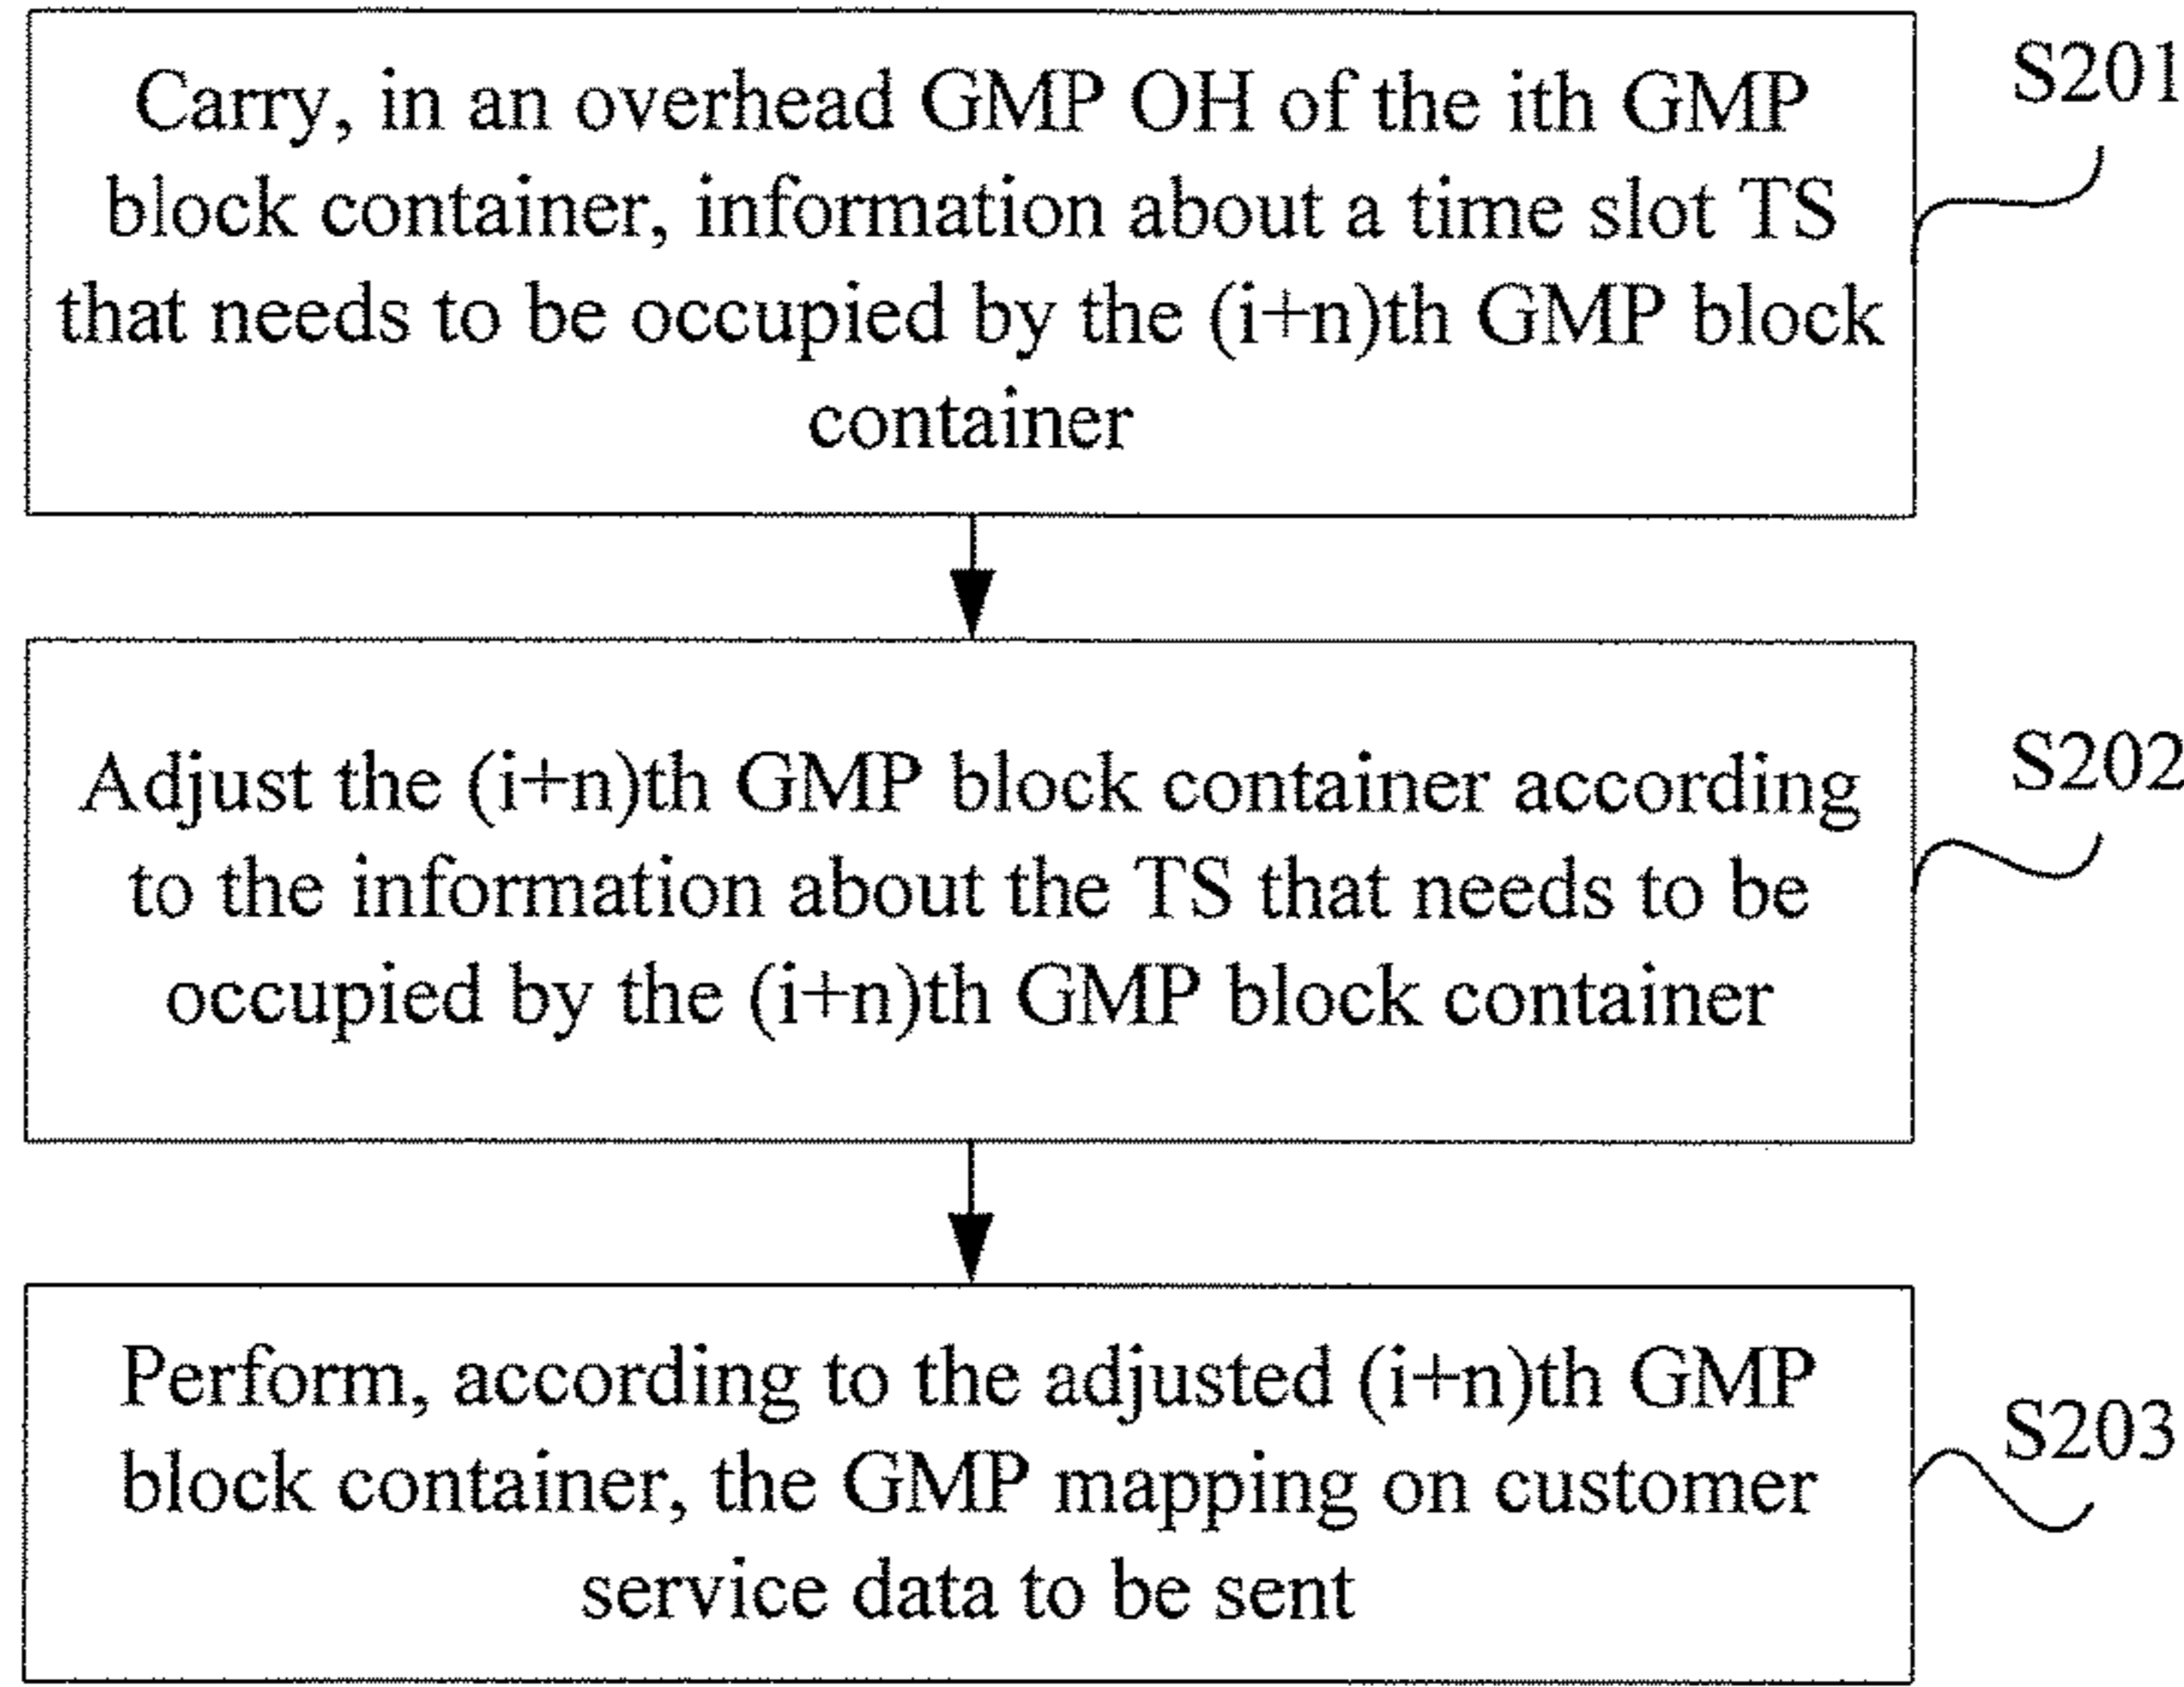 Carry, in an overhead GMP OH of the ith GMP
block container, information about a time slot TS
that needs to be occupied by the (i+n)th GMP block
container
S201
Adjust the (i+n)th GMP block container according
to the information about the TS that needs to be
occupied by the (i+n)th GMP block container
S202
Perform, according to the adjusted (i+n)th GMP
block container, the GMP mapping on customer
service data to be sent
S203